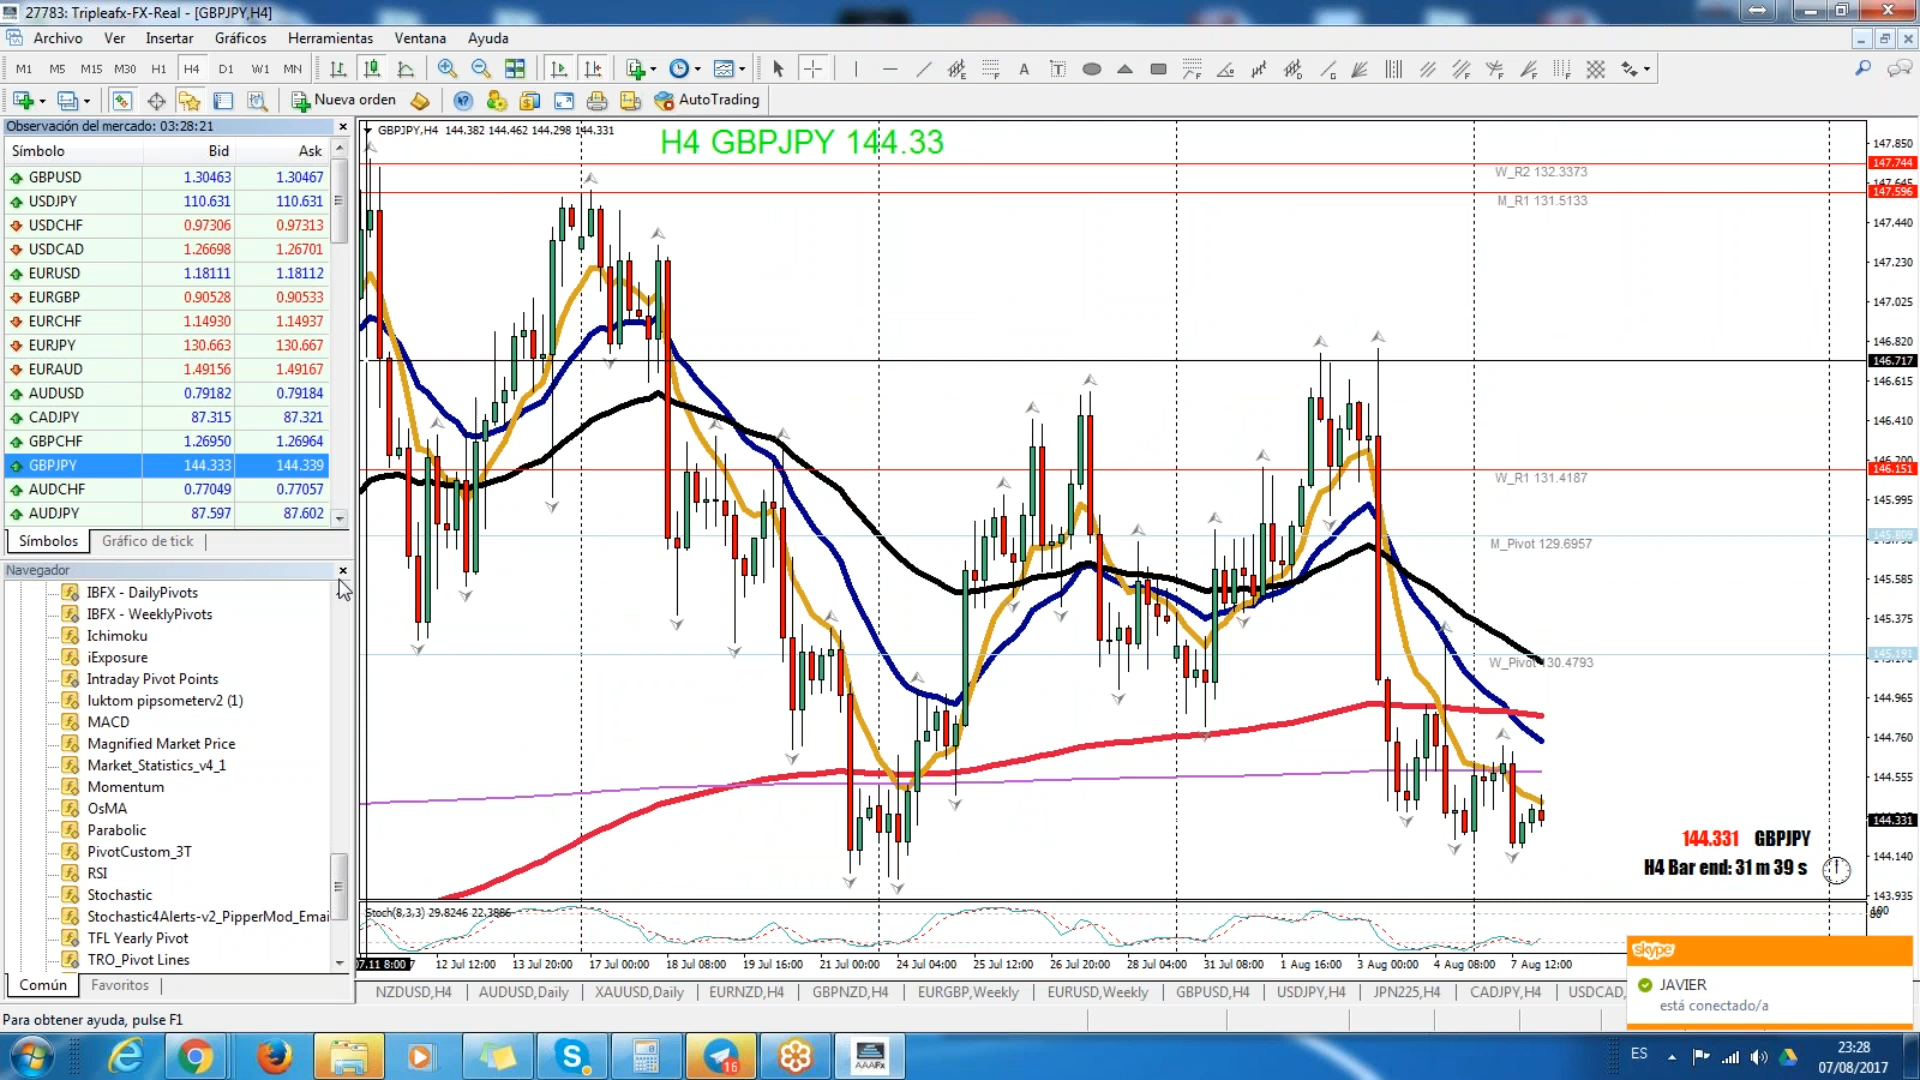 27783: Tripleafx-FX-Real - [GBPJPY,H4]
Archivo Ver Insertar Gráficos Herramientas Ventana Ayuda
M1 M5 M15 M30 H1 H4 D1 W1 MN
Nueva orden AutoTrading
Observación del mercado: 03:28:21
Símbolo Bid Ask
GBPUSD 1.30463 1.30467
USDJPY 110.631 110.631
USDCHF 0.97306 0.97313
USDCAD 1.26698 1.26701
EURUSD 1.18111 1.18112
EURGBP 0.90528 0.90533
EURCHF 1.14930 1.14937
EURJPY 130.663 130.667
EURAUD 1.49156 1.49167
AUDUSD 0.79182 0.79184
CADJPY 87.315 87.321
GBPCHF 1.26950 1.26964
GBPJPY 144.333 144.339
AUDCHF 0.77049 0.77057
AUDJPY 87.597 87.602
Símbolos Gráfico de tick
Navegador
IBFX - DailyPivots
IBFX - WeeklyPivots
Ichimoku
iExposure
Intraday Pivot Points
luktom pipsometerv2 (1)
MACD
Magnified Market Price
Market_Statistics_v4_1
Momentum
OsMA
Parabolic
PivotCustom_3T
RSI
Stochastic
Stochastic4Alerts-v2_PipperMod_Emai
TFL Yearly Pivot
TRO_Pivot Lines
Común Favoritos
Para obtener ayuda, pulse F1
GBPJPY,H4 144.382 144.462 144.298 144.331
H4 GBPJPY 144.33
W_R2 132.3373
M_R1 131.5133
W_R1 131.4187
M_Pivot 129.6957
W_Pivot 130.4793
147.850
147.744
147.645
147.596
147.440
147.230
147.025
146.820
146.717
146.615
146.410
146.151
145.995
145.809
145.585
145.375
145.191
144.965
144.760
144.555
144.331
144.140
143.935
144.331 GBPJPY
H4 Bar end: 31 m 39 s
Stoch(8,3,3) 29.8246 22.3886
100
12 Jul 12:00 13 Jul 20:00 17 Jul 00:00 18 Jul 08:00 19 Jul 16:00 21 Jul 00:00 24 Jul 04:00 25 Jul 12:00 26 Jul 20:00 28 Jul 04:00 31 Jul 08:00 1 Aug 16:00 3 Aug 00:00 4 Aug 08:00 7 Aug 12:00
NZDUSD,H4 AUDUSD,Daily XAUUSD,Daily EURNZD,H4 GBPNZD,H4 EURGBP,Weekly EURUSD,Weekly GBPUSD,H4 USDJPY,H4 JPN225,H4 CADJPY,H4 USDCAD,
skype
JAVIER
está conectado/a
16
AAAFx
ES
23:28
07/08/2017